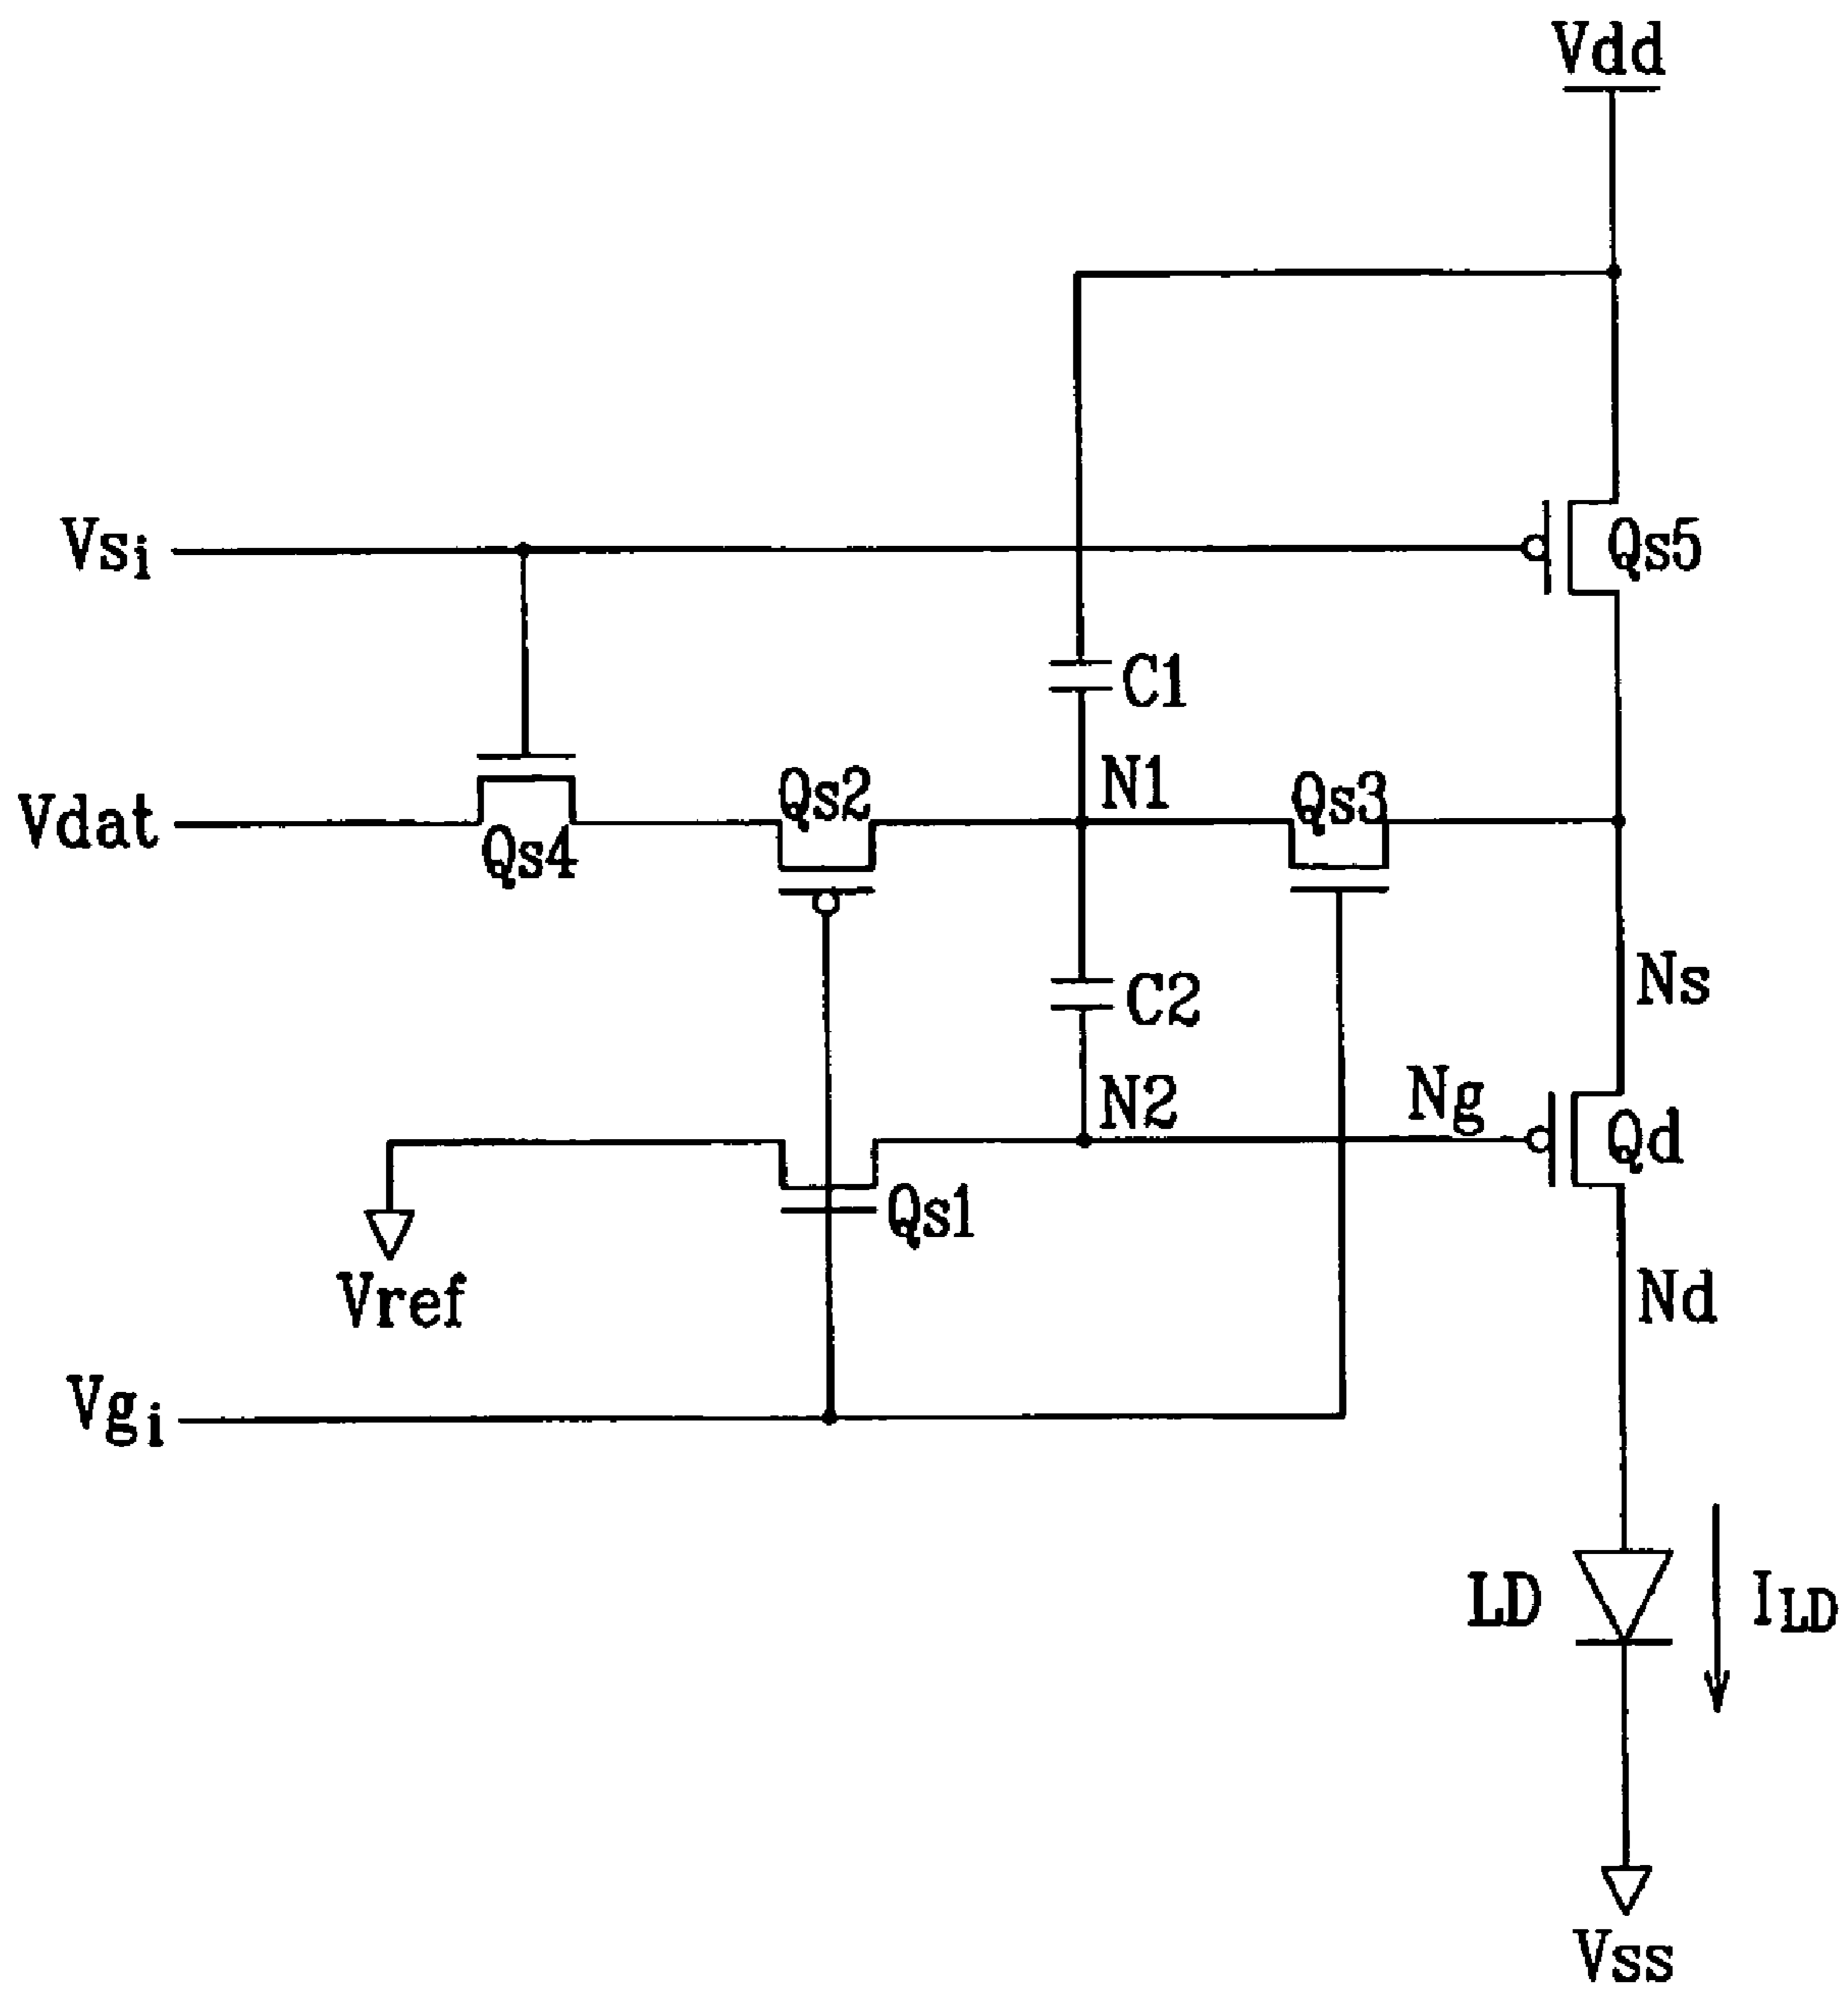 Vdd
Vsi
Qs5
C1
N1
Qs2
Qs3
Vdat
Qs4
Ns
C2
N2
Ng
Qd
Qs1
Vref
Nd
Vgi
LD
ILD
Vss